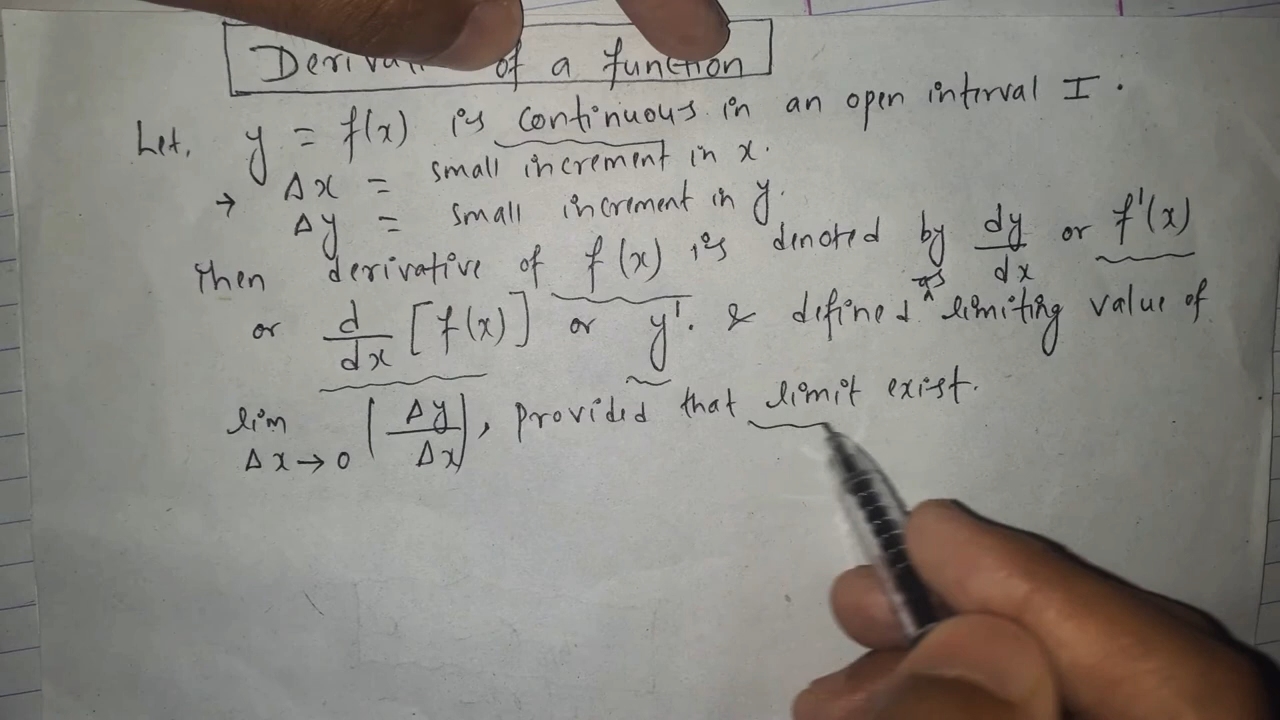 Deriva of a function
Let, y = f(x) is continuous in an open interval I.
→ Δx = small increment in x.
Δy = small increment in y.
Then derivative of f(x) is denoted by dy/dx or f'(x)
or d/dx [f(x)] or y'. & defined as limiting value of
lim Δx→0 (Δy/Δx), provided that limit exist.